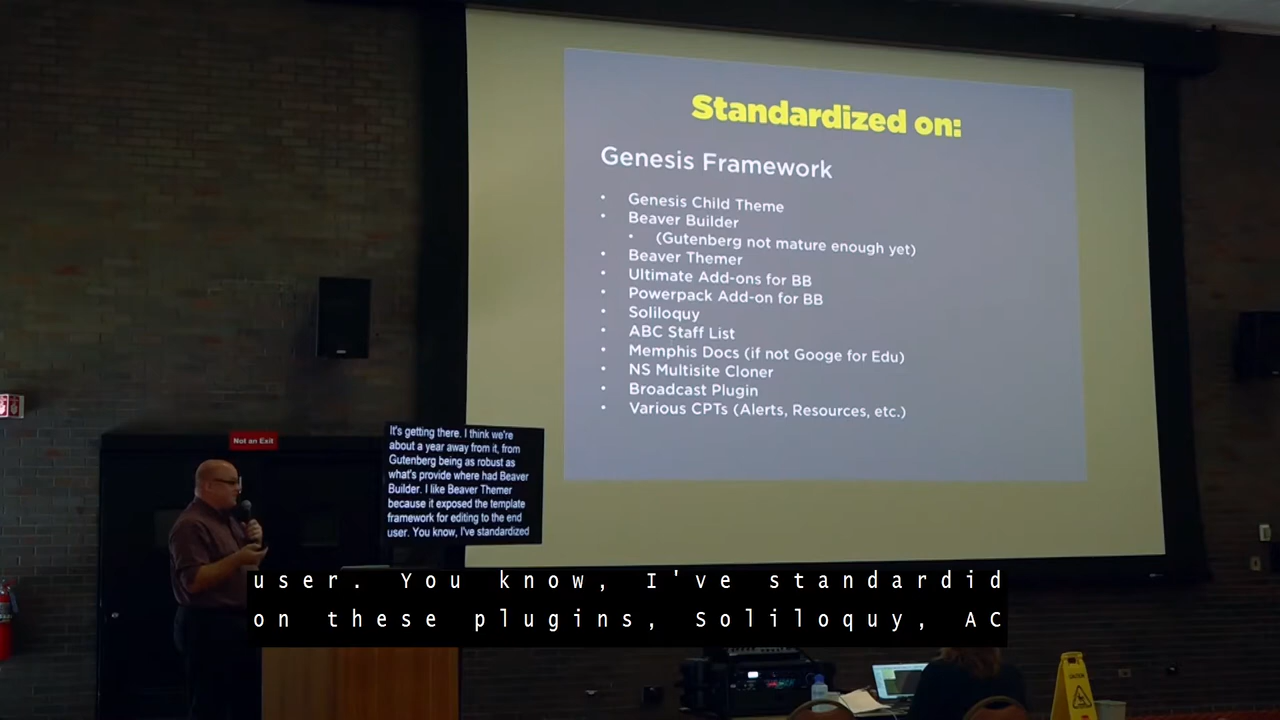 Standardized on:
Genesis Framework
• Genesis Child Theme
• Beaver Builder
• (Gutenberg not mature enough yet)
• Beaver Themer
• Ultimate Add-ons for BB
• Powerpack Add-on for BB
• Soliloquy
• ABC Staff List
• Memphis Docs (if not Googe for Edu)
• NS Multisite Cloner
• Broadcast Plugin
• Various CPTs (Alerts, Resources, etc.)
Not an Exit
It's getting there. I think we're
about a year away from it, from
Gutenberg being as robust as
what's provide where had Beaver
Builder. I like Beaver Themer
because it exposed the template
framework for editing to the end
user. You know, I've standardized
user. You know, I've standardid
on these plugins, Soliloquy, AC
CAUTION